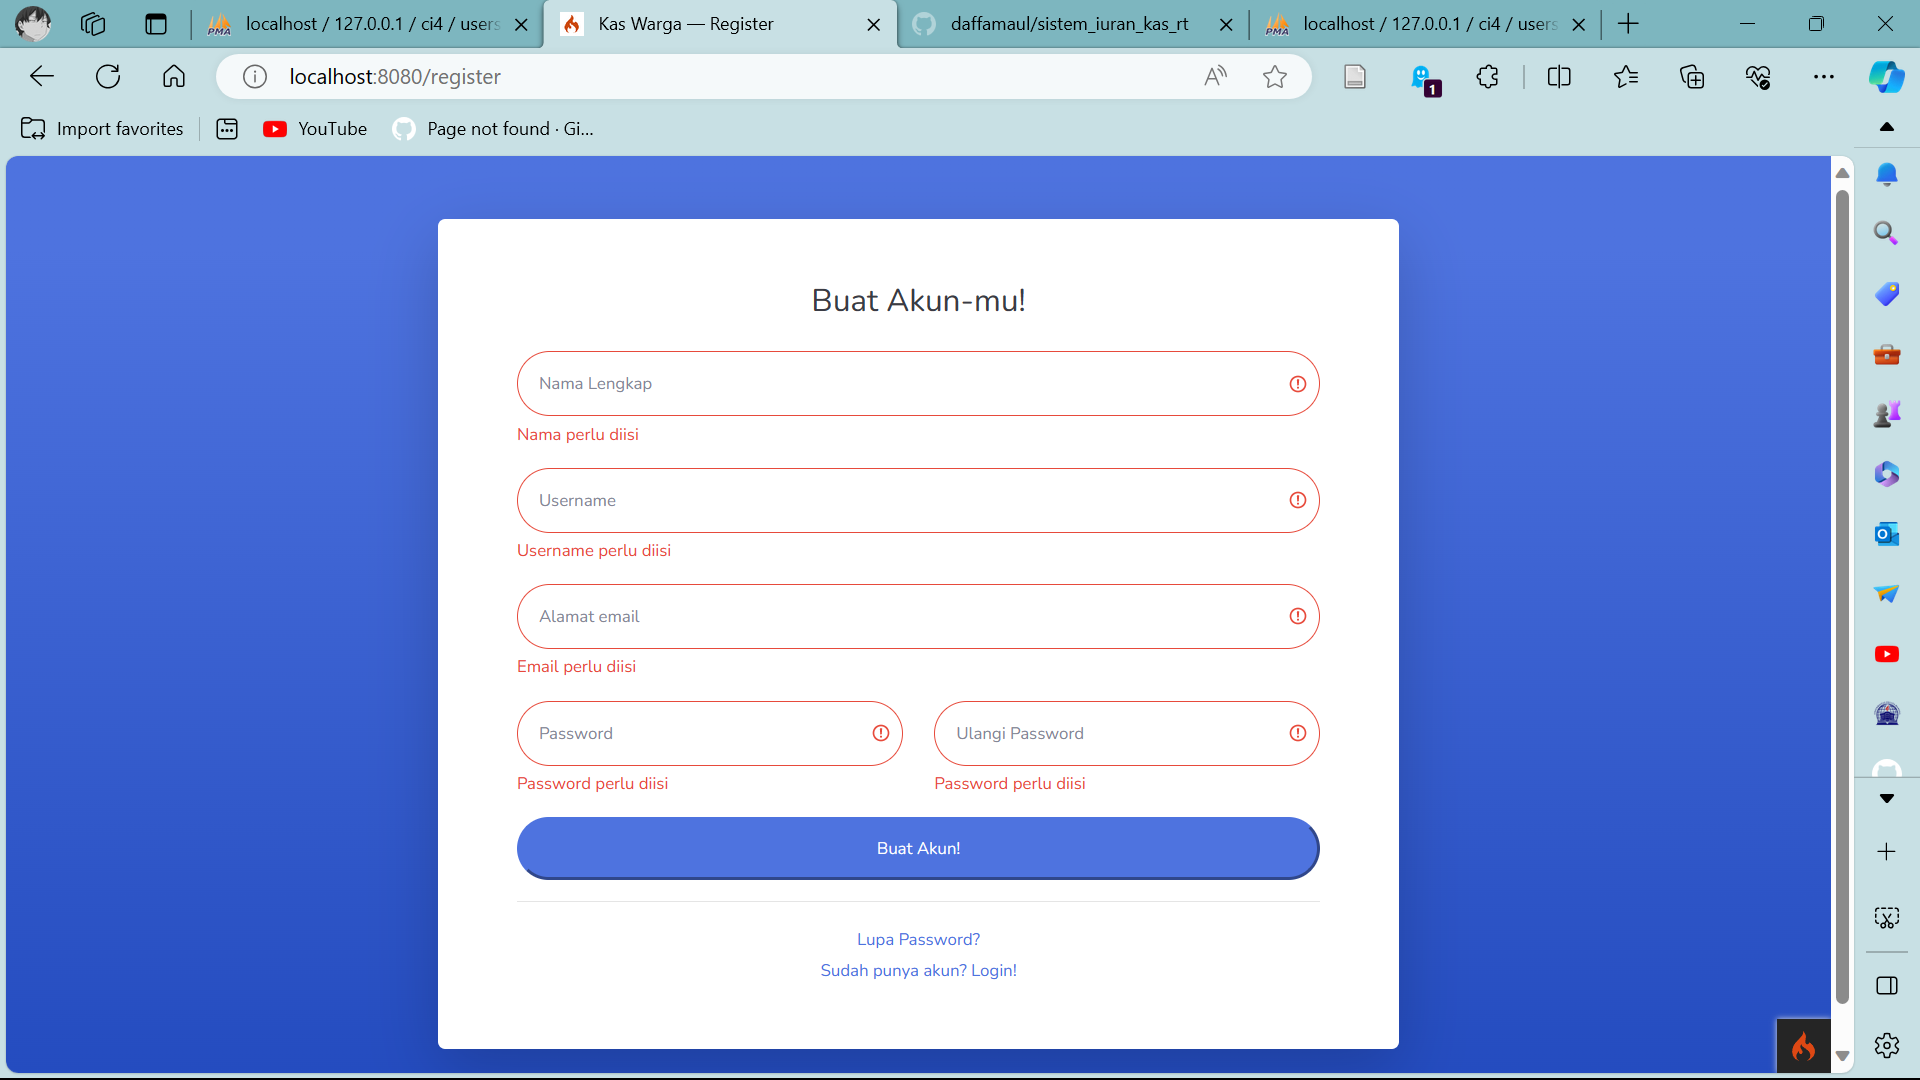 localhost / 127.0.0.1 / ci4 / users
Kas Warga — Register
daffamaul/sistem_iuran_kas_rt
localhost / 127.0.0.1 / ci4 / users
localhost:8080/register
1
Import favorites
YouTube
Page not found · Gi...
Buat Akun-mu!
Nama Lengkap
Nama perlu diisi
Username
Username perlu diisi
Alamat email
Email perlu diisi
Password
Ulangi Password
Password perlu diisi
Password perlu diisi
Buat Akun!
Lupa Password?
Sudah punya akun? Login!